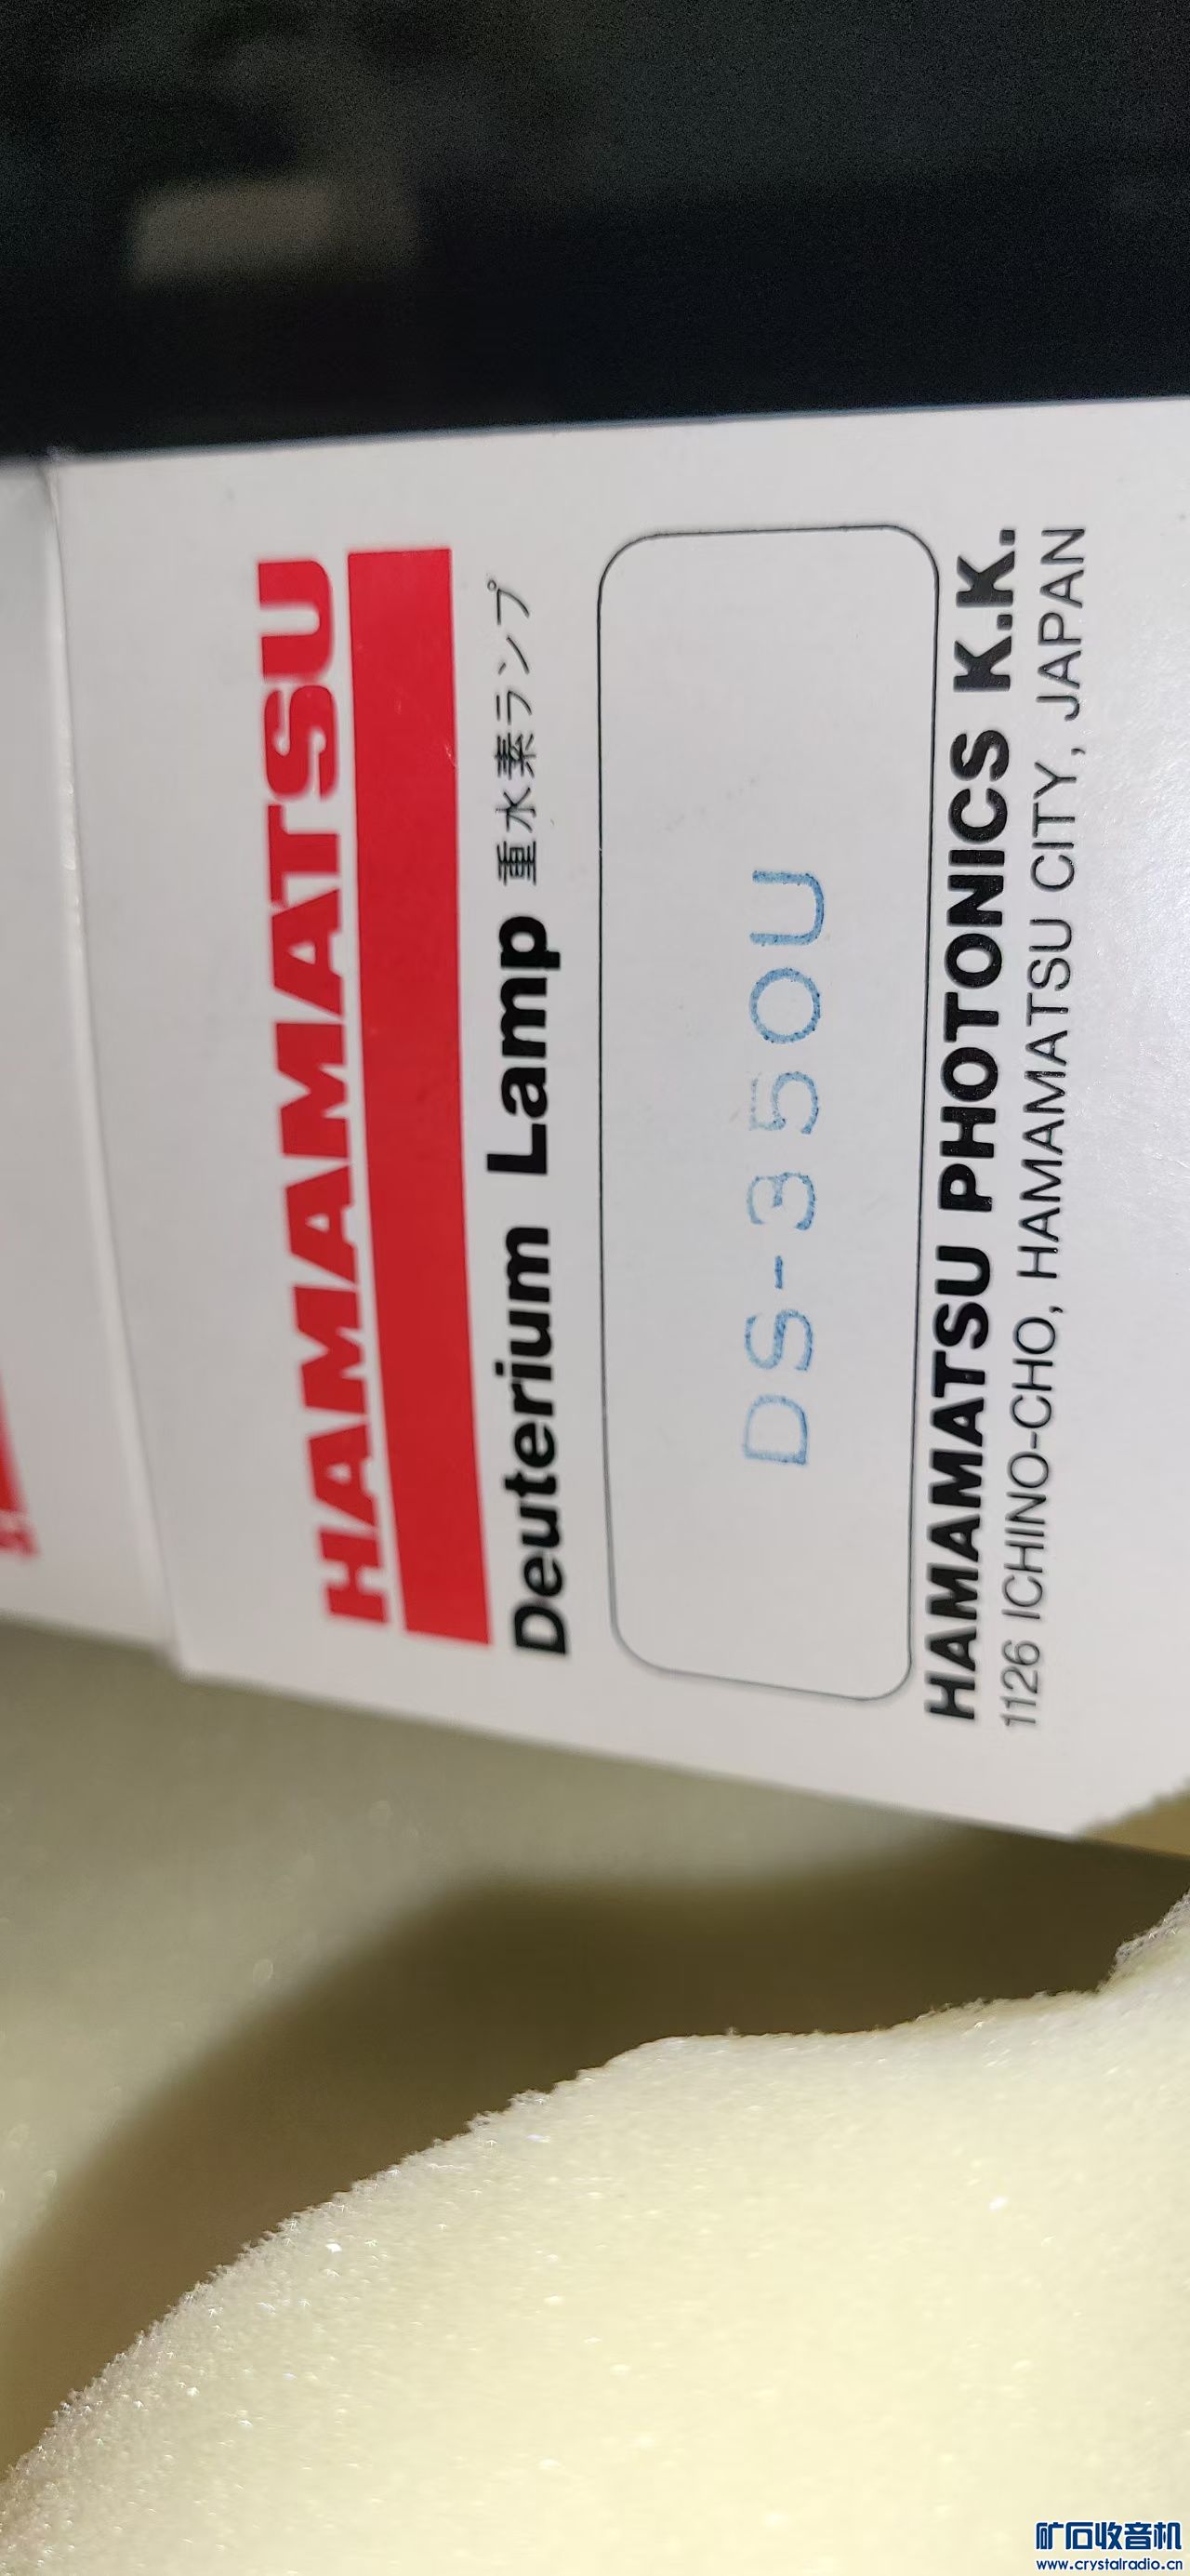 HAMAMATSU
Deuterium Lamp 重水素ランプ
DS-350U
HAMAMATSU PHOTONICS K.K.
1126 ICHINO-CHO, HAMAMATSU CITY, JAPAN
矿石收音机
www.crystalradio.cn